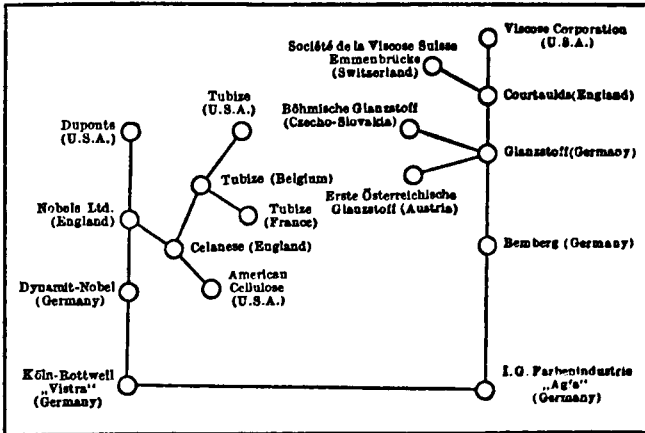 Viscose Corporation
(U.S.A.)
Société de la Viscose Suisse
Emmenbrücke
(Switzerland)
Courtaulds (England)
Tubize
(U.S.A.)
Böhmische Glanzstoff
(Czecho-Slovakia)
Duponts
(U.S.A.)
Glanzstoff (Germany)
Tubize (Belgium)
Erste Österreichische
Glanzstoff (Austria)
Nobels Ltd.
(England)
Tubize
(France)
Celanese (England)
Bemberg (Germany)
American
Cellulose
(U.S.A.)
Dynamit-Nobel
(Germany)
Köln-Rottweil
„Vistra“
(Germany)
I.G. Farbenindustrie
„Agfa“
(Germany)